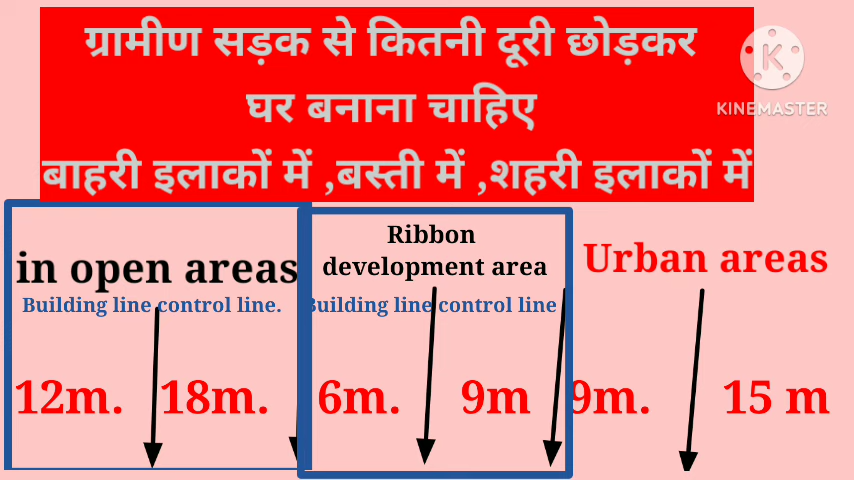 ग्रामीण सड़क से कितनी दूरी छोड़कर
घर बनाना चाहिए
बाहरी इलाकों में ,बस्ती में ,शहरी इलाकों में
K
KINEMASTER
in open areas
Building line control line.
12m. 18m.
Ribbon
development area
Building line control line
6m. 9m
Urban areas
9m. 15 m